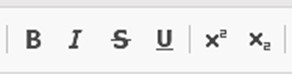 B I S U x² x₂